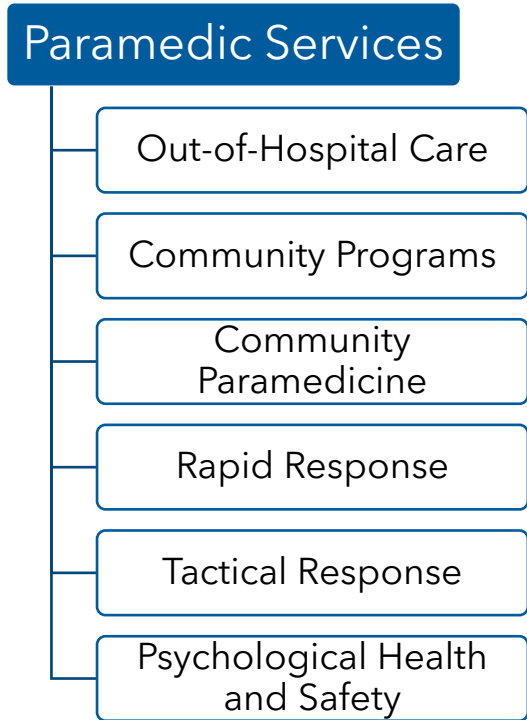 Paramedic Services
Out-of-Hospital Care
Community Programs
Community
Paramedicine
Rapid Response
Tactical Response
Psychological Health
and Safety